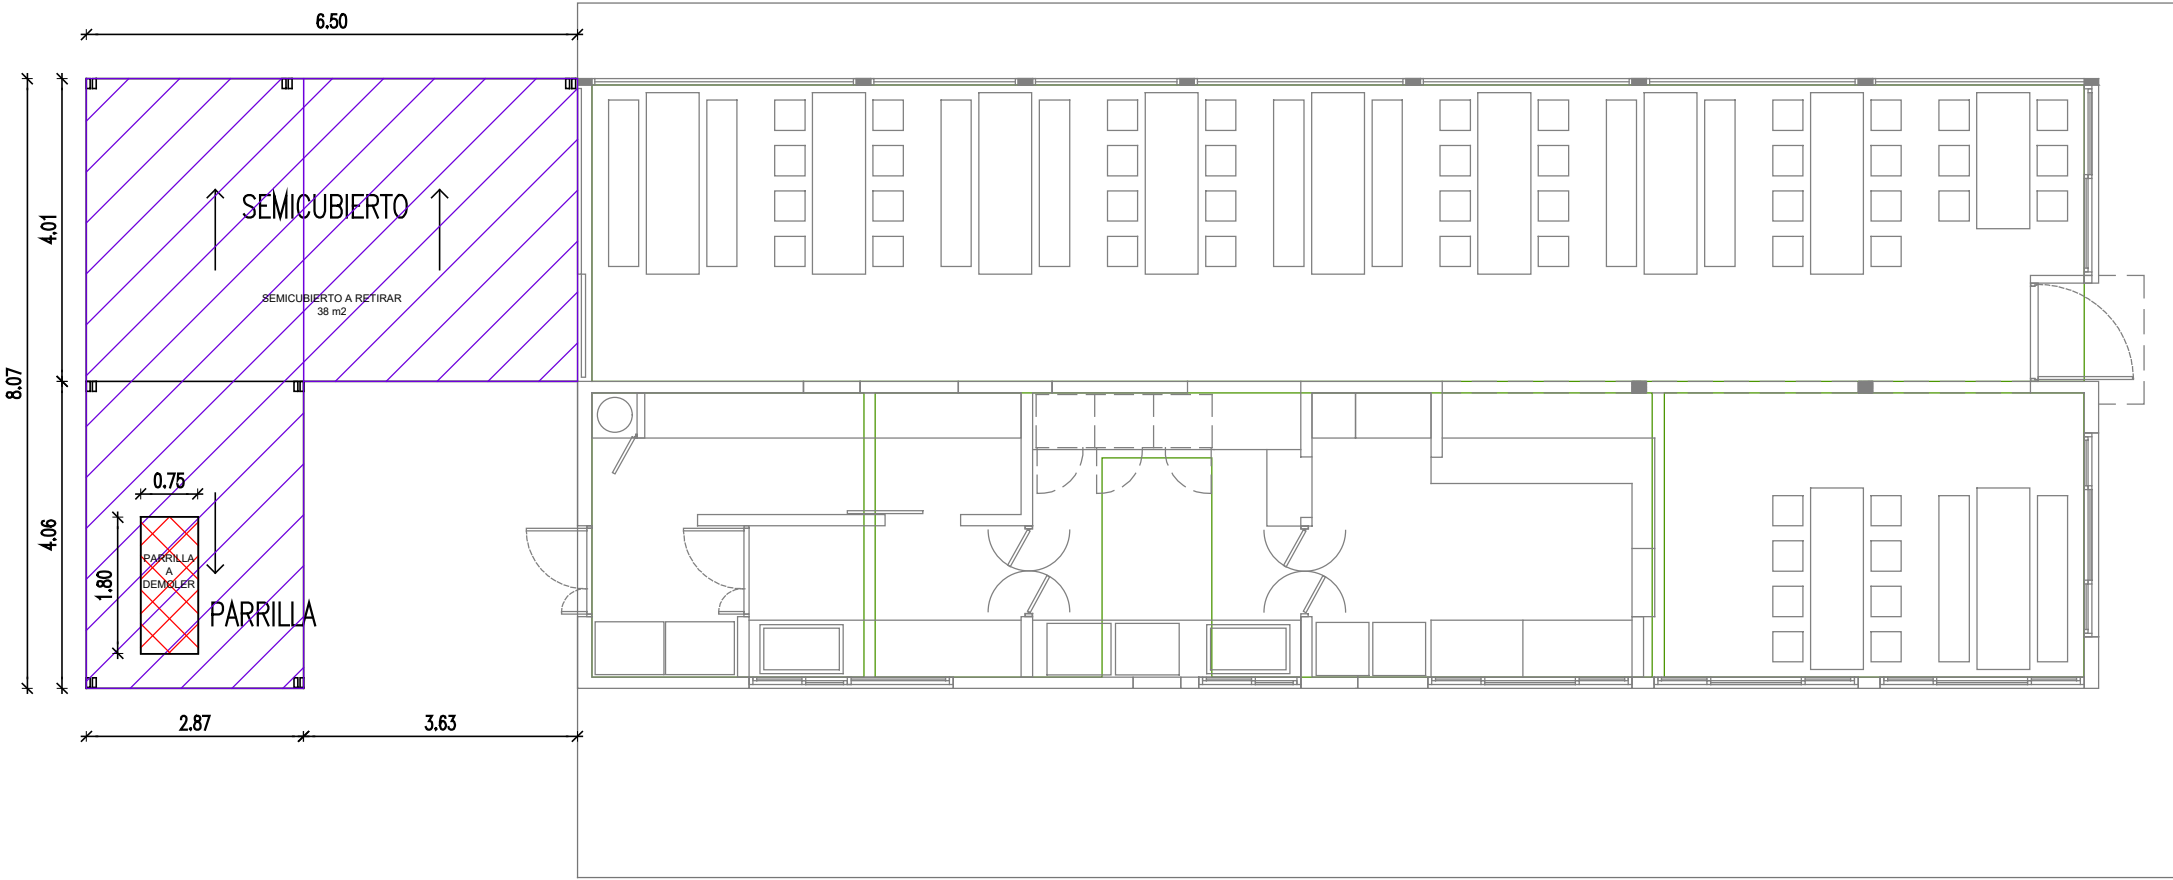 6.50
SEMICUBIERTO
4.01
SEMICUBIERTO A RETIRAR
38 m2
8.07
0.75
4.06
PARRILLA
A
DEMOLER
1.80
PARRILLA
2.87
3.63